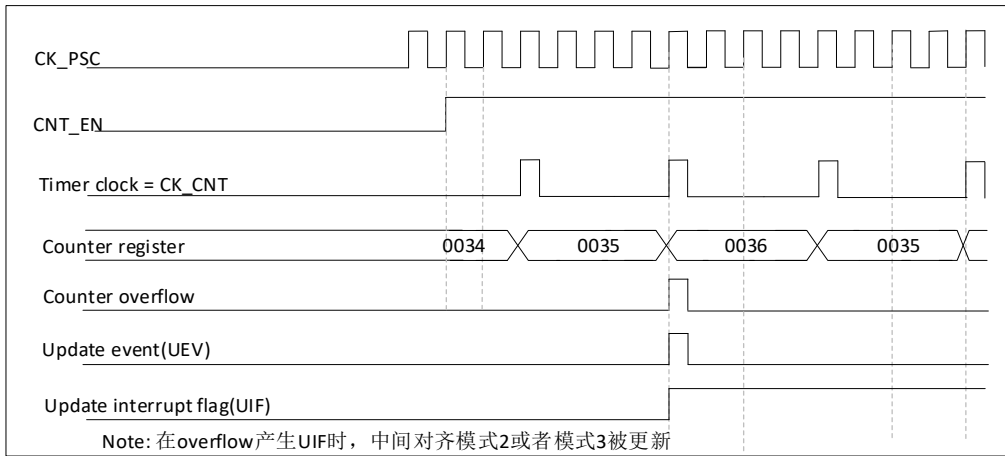 CK_PSC
CNT_EN
Timer clock = CK_CNT
Counter register 0034 0035 0036 0035
Counter overflow
Update event(UEV)
Update interrupt flag(UIF)
Note: 在overflow产生UIF时，中间对齐模式2或者模式3被更新